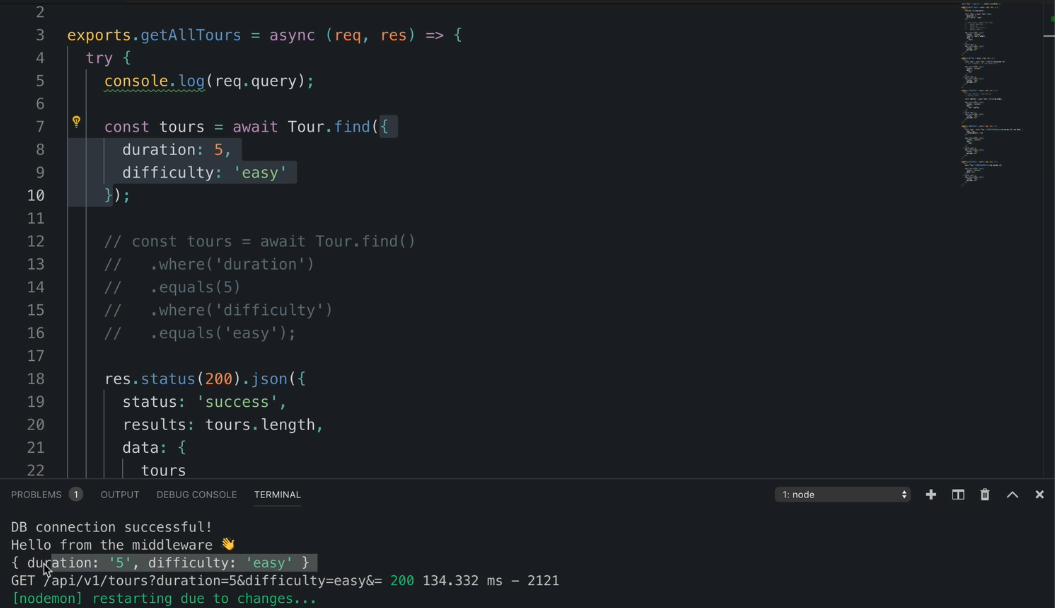 2
3 exports.getAllTours = async (req, res) => {
4 try {
5 console.log(req.query);
6
7 const tours = await Tour.find({
8 duration: 5,
9 difficulty: 'easy'
10 });
11
12 // const tours = await Tour.find()
13 // .where('duration')
14 // .equals(5)
15 // .where('difficulty')
16 // .equals('easy');
17
18 res.status(200).json({
19 status: 'success',
20 results: tours.length,
21 data: {
22 tours
PROBLEMS 1 OUTPUT DEBUG CONSOLE TERMINAL 1: node
DB connection successful!
Hello from the middleware 👋
{ duration: '5', difficulty: 'easy' }
GET /api/v1/tours?duration=5&difficulty=easy&= 200 134.332 ms - 2121
[nodemon] restarting due to changes...